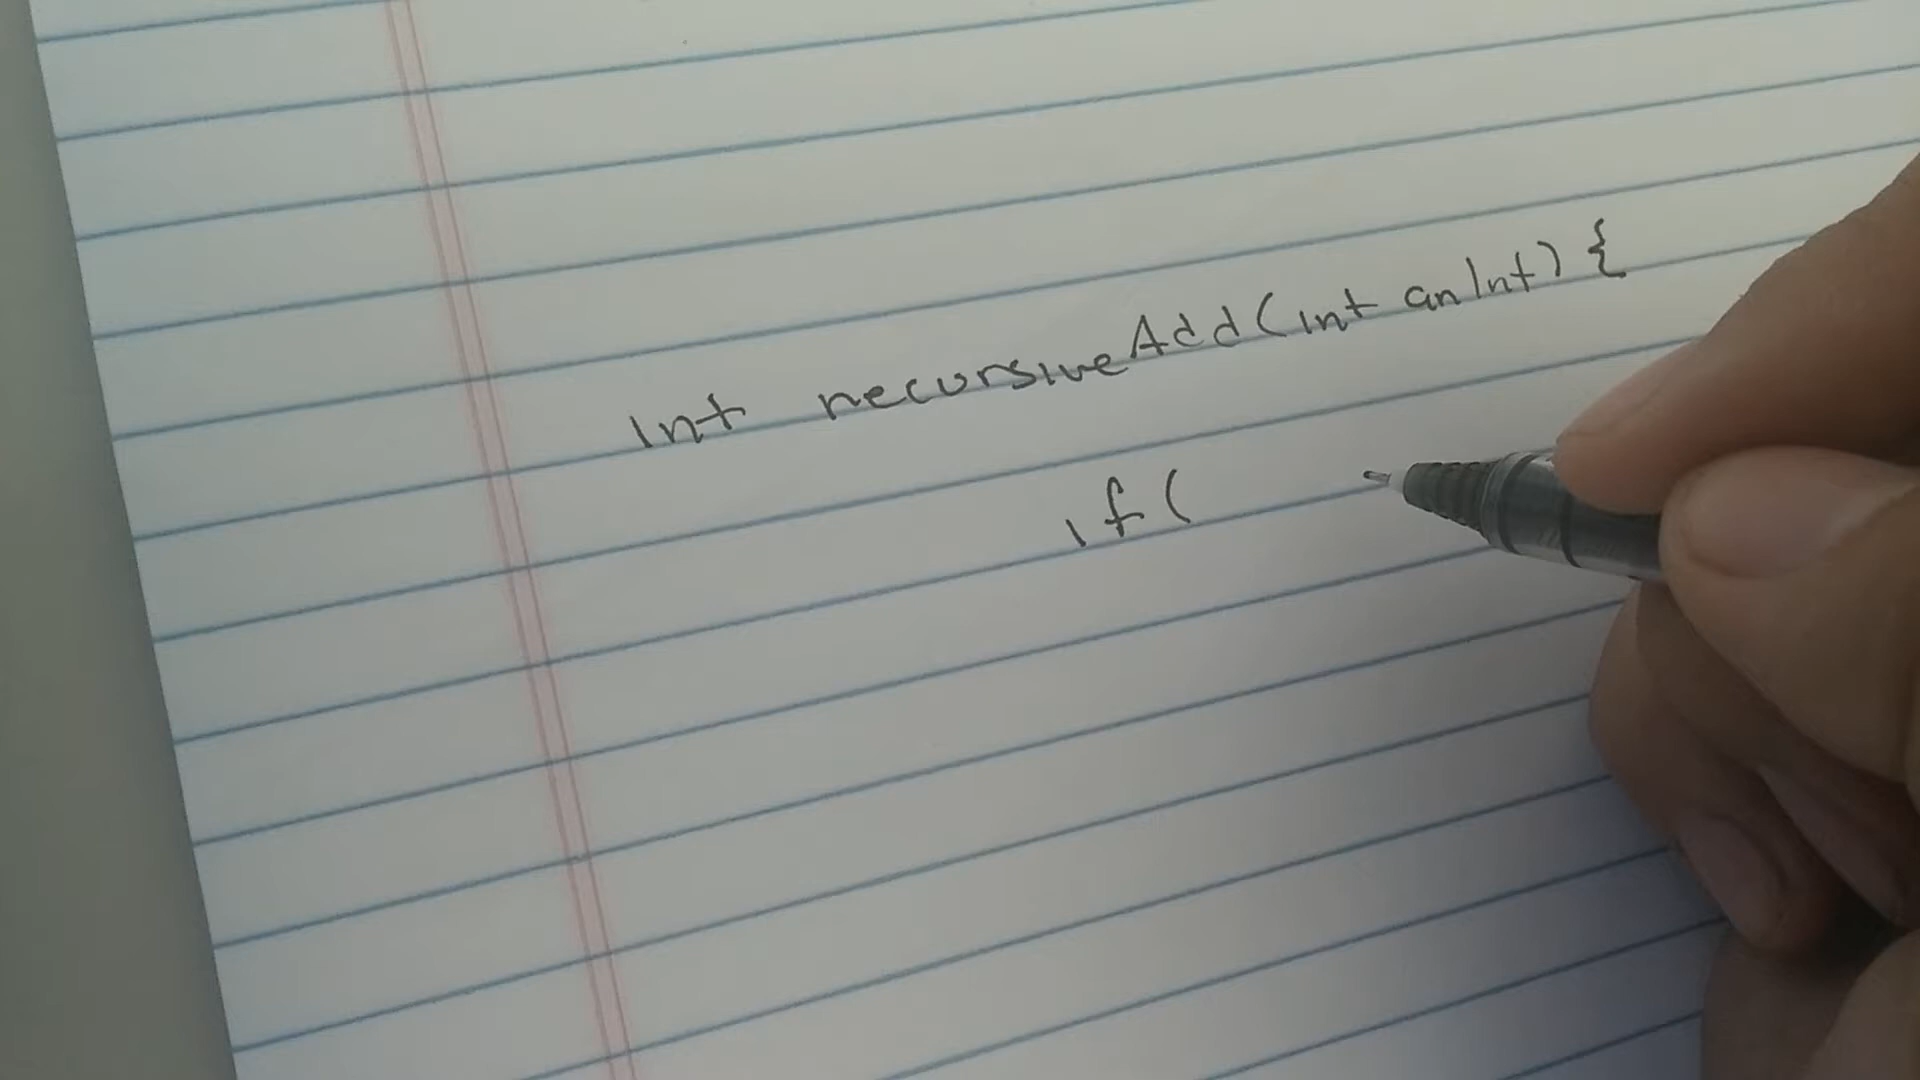 int recursiveAdd(int anInt) {
if (